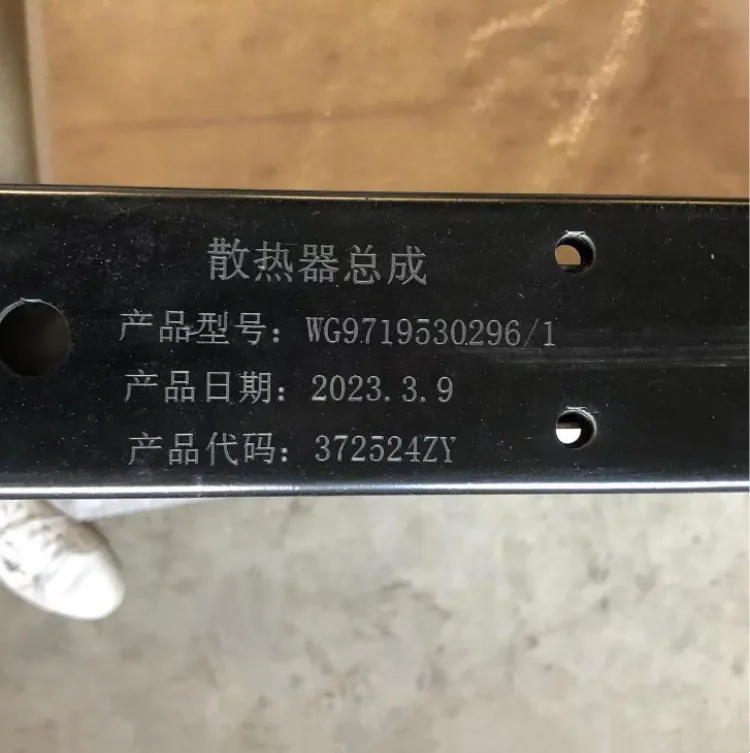 散热器总成
产品型号：WG9719530296/1
产品日期：2023.3.9
产品代码：372524ZY